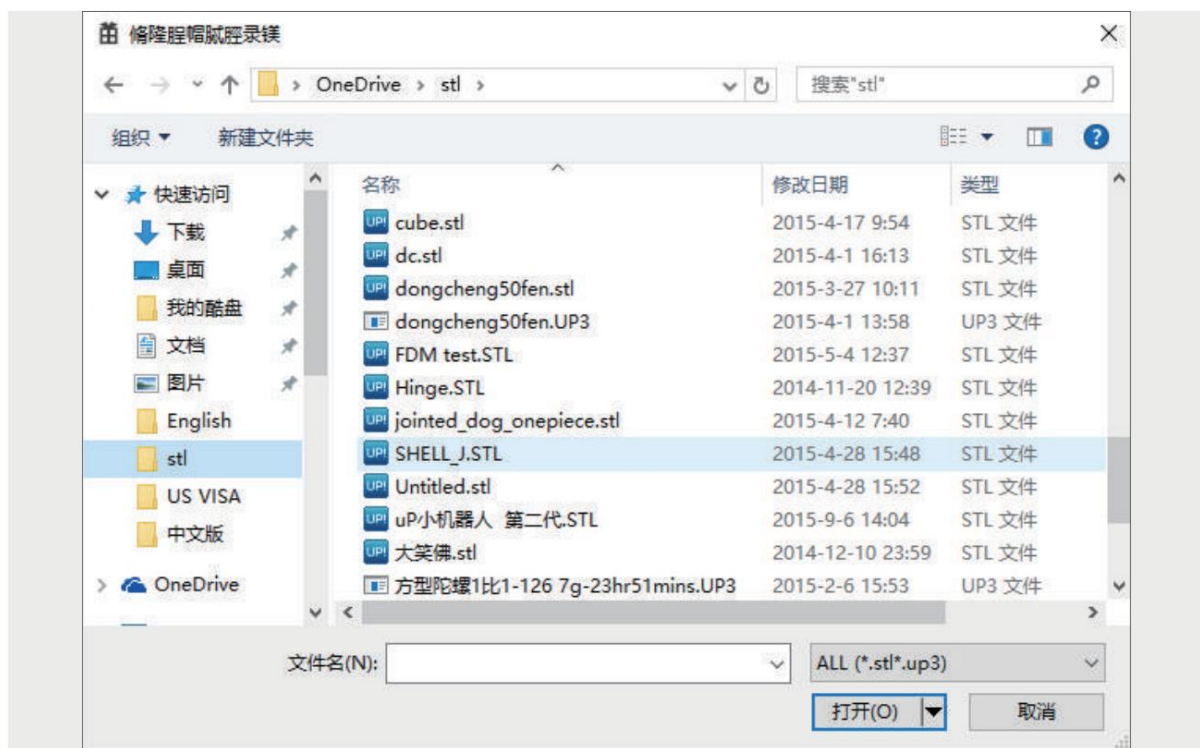 脩隆脭帽脦脛录镁
OneDrive > stl >
搜索"stl"
组织
新建文件夹
快速访问
下载
桌面
我的酷盘
文档
图片
English
stl
US VISA
中文版
OneDrive
名称 修改日期 类型
UP! cube.stl 2015-4-17 9:54 STL 文件
UP! dc.stl 2015-4-1 16:13 STL 文件
UP! dongcheng50fen.stl 2015-3-27 10:11 STL 文件
dongcheng50fen.UP3 2015-4-1 13:58 UP3 文件
UP! FDM test.STL 2015-5-4 12:37 STL 文件
UP! Hinge.STL 2014-11-20 12:39 STL 文件
UP! jointed_dog_onepiece.stl 2015-4-12 7:40 STL 文件
UP! SHELL_J.STL 2015-4-28 15:48 STL 文件
UP! Untitled.stl 2015-4-28 15:52 STL 文件
UP! uP小机器人 第二代.STL 2015-9-6 14:04 STL 文件
UP! 大笑佛.stl 2014-12-10 23:59 STL 文件
方型陀螺1比1-126 7g-23hr51mins.UP3 2015-2-6 15:53 UP3 文件
文件名(N):
ALL (*.stl*.up3)
打开(O)
取消